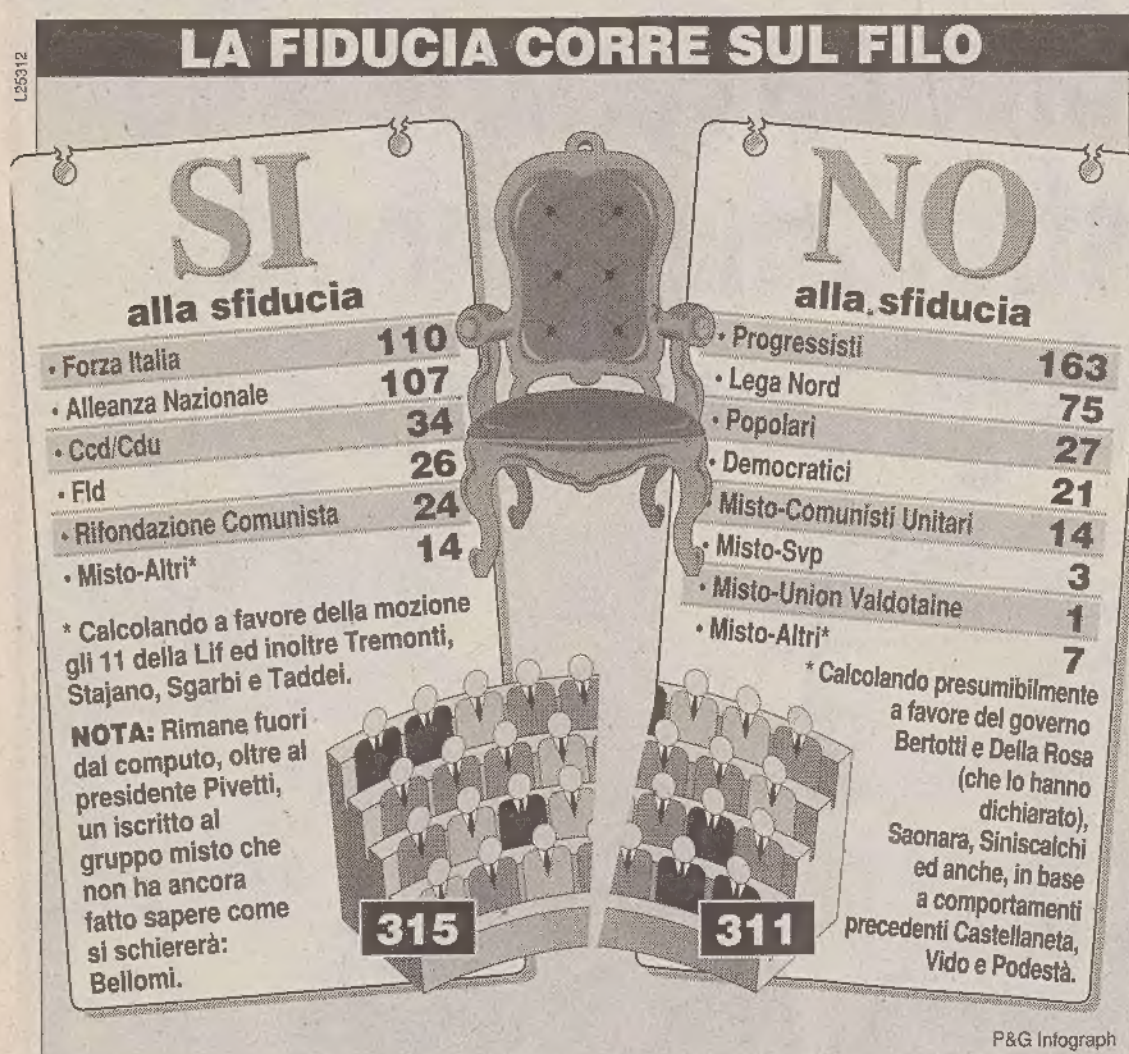 L25312
LA FIDUCIA CORRE SUL FILO
SI
alla sfiducia
• Forza Italia 110
• Alleanza Nazionale 107
• Ccd/Cdu 34
• Fld 26
• Rifondazione Comunista 24
• Misto-Altri* 14
* Calcolando a favore della mozione
gli 11 della Lif ed inoltre Tremonti,
Stajano, Sgarbi e Taddei.
NOTA: Rimane fuori
dal computo, oltre al
presidente Pivetti,
un iscritto al
gruppo misto che
non ha ancora
fatto sapere come
si schiererà:
Bellomi.
315
NO
alla sfiducia
• Progressisti 163
• Lega Nord 75
• Popolari 27
• Democratici 21
• Misto-Comunisti Unitari 14
• Misto-Svp 3
• Misto-Union Valdotaine 1
• Misto-Altri* 7
* Calcolando presumibilmente
a favore del governo
Bertotti e Della Rosa
(che lo hanno
dichiarato),
Saonara, Siniscalchi
ed anche, in base
a comportamenti
precedenti Castellaneta,
Vido e Podestà.
311
P&G Infograph